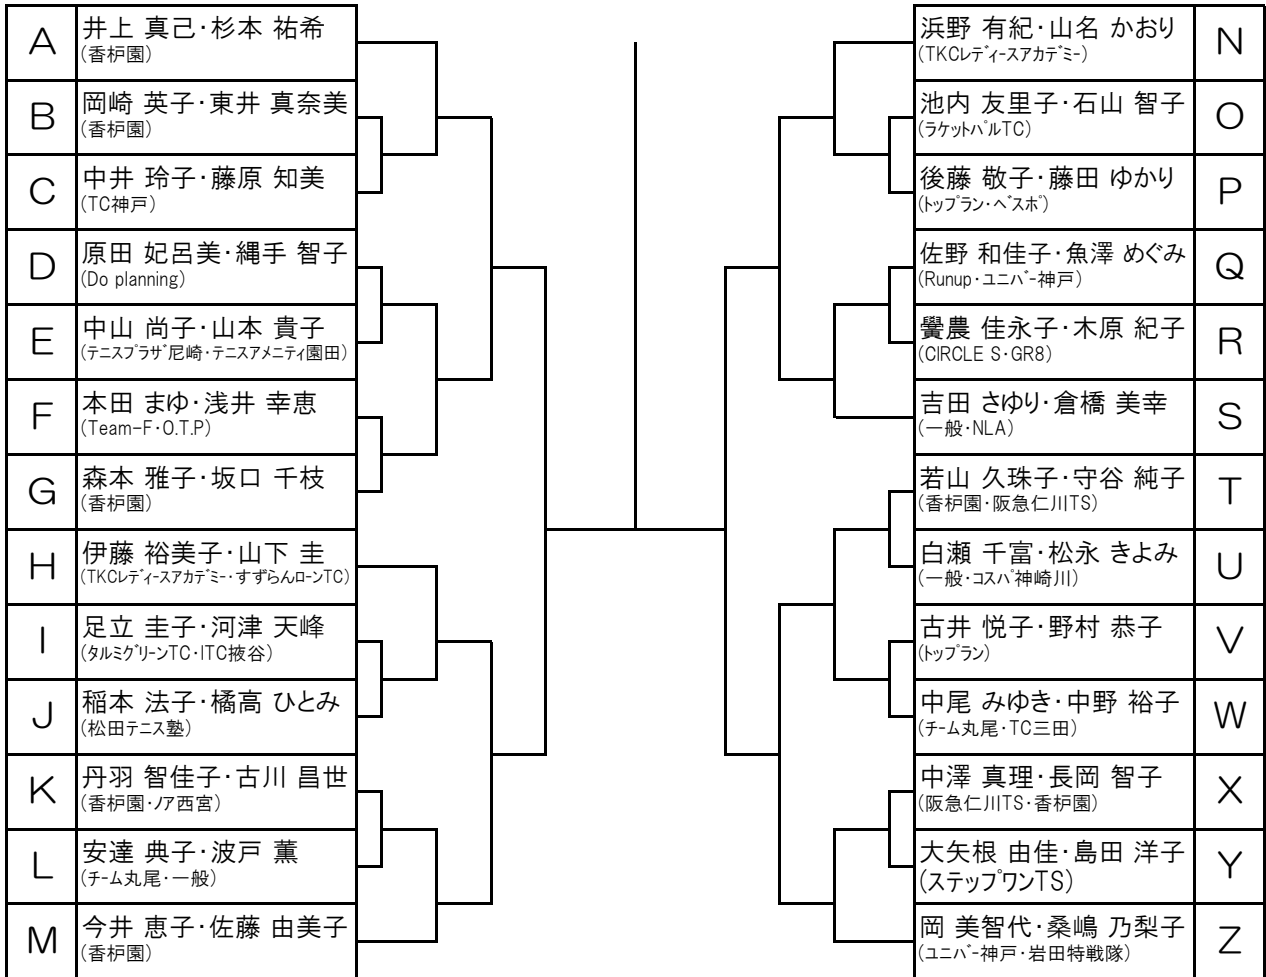 A
井上 真己・杉本 祐希
(香枦園)
B
岡崎 英子・東井 真奈美
(香枦園)
C
中井 玲子・藤原 知美
(TC神戸)
D
原田 妃呂美・縄手 智子
(Do planning)
E
中山 尚子・山本 貴子
(テニスプラザ尼崎・テニスアメニティ園田)
F
本田 まゆ・浅井 幸恵
(Team-F・O.T.P)
G
森本 雅子・坂口 千枝
(香枦園)
H
伊藤 裕美子・山下 圭
(TKCレディースアカデミー・すずらんローンTC)
I
足立 圭子・河津 天峰
(タルミグリーンTC・ITC掖谷)
J
稲本 法子・橘高 ひとみ
(松田テニス塾)
K
丹羽 智佳子・古川 昌世
(香枦園・ノア西宮)
L
安達 典子・波戸 薫
(チーム丸尾・一般)
M
今井 恵子・佐藤 由美子
(香枦園)
浜野 有紀・山名 かおり
(TKCレディースアカデミー)
N
池内 友里子・石山 智子
(ラケットパルTC)
O
後藤 敬子・藤田 ゆかり
(トップラン・ベスポ)
P
佐野 和佳子・魚澤 めぐみ
(Runup・ユニバー神戸)
Q
黌農 佳永子・木原 紀子
(CIRCLE S・GR8)
R
吉田 さゆり・倉橋 美幸
(一般・NLA)
S
若山 久珠子・守谷 純子
(香枦園・阪急仁川TS)
T
白瀬 千富・松永 きよみ
(一般・コスパ神崎川)
U
古井 悦子・野村 恭子
(トップラン)
V
中尾 みゆき・中野 裕子
(チーム丸尾・TC三田)
W
中澤 真理・長岡 智子
(阪急仁川TS・香枦園)
X
大矢根 由佳・島田 洋子
(ステップワンTS)
Y
岡 美智代・桑嶋 乃梨子
(ユニバー神戸・岩田特戦隊)
Z